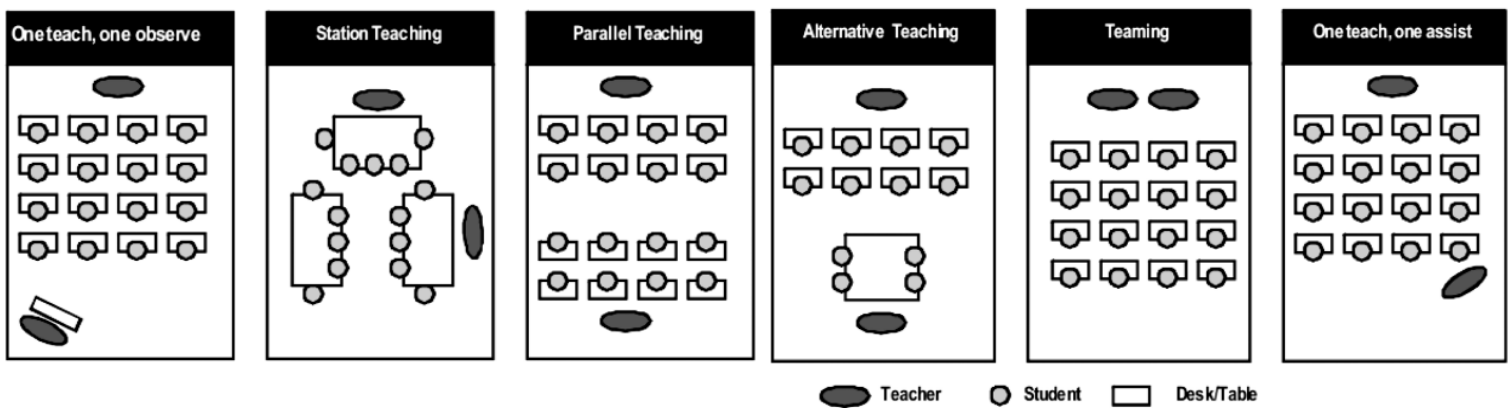 One teach, one observe
Station Teaching
Parallel Teaching
Alternative Teaching
Teaming
One teach, one assist
Teacher
Student
Desk/Table